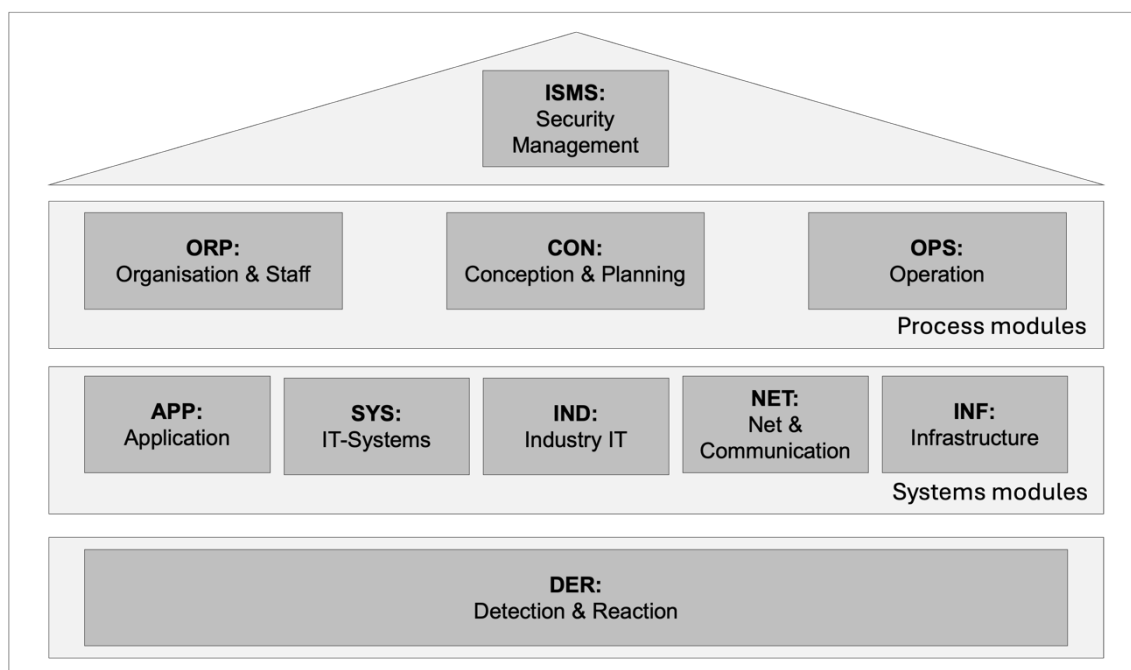 ISMS:
Security
Management
ORP:
Organisation & Staff
CON:
Conception & Planning
OPS:
Operation
Process modules
APP:
Application
SYS:
IT-Systems
IND:
Industry IT
NET:
Net &
Communication
INF:
Infrastructure
Systems modules
DER:
Detection & Reaction